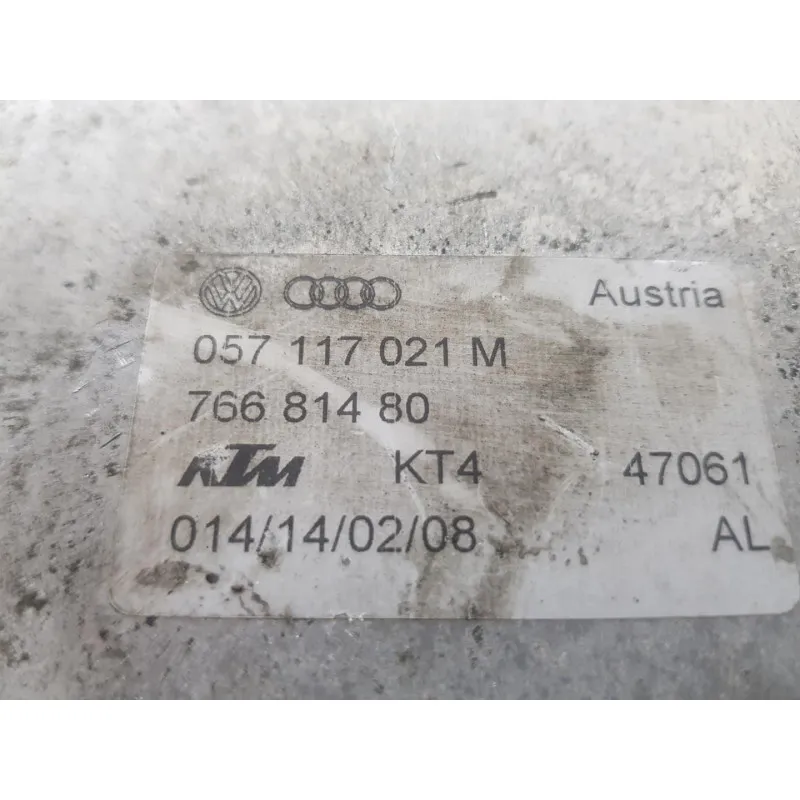 Austria
057 117 021 M
766 814 80
KTM KT4 47061
014/14/02/08 AL